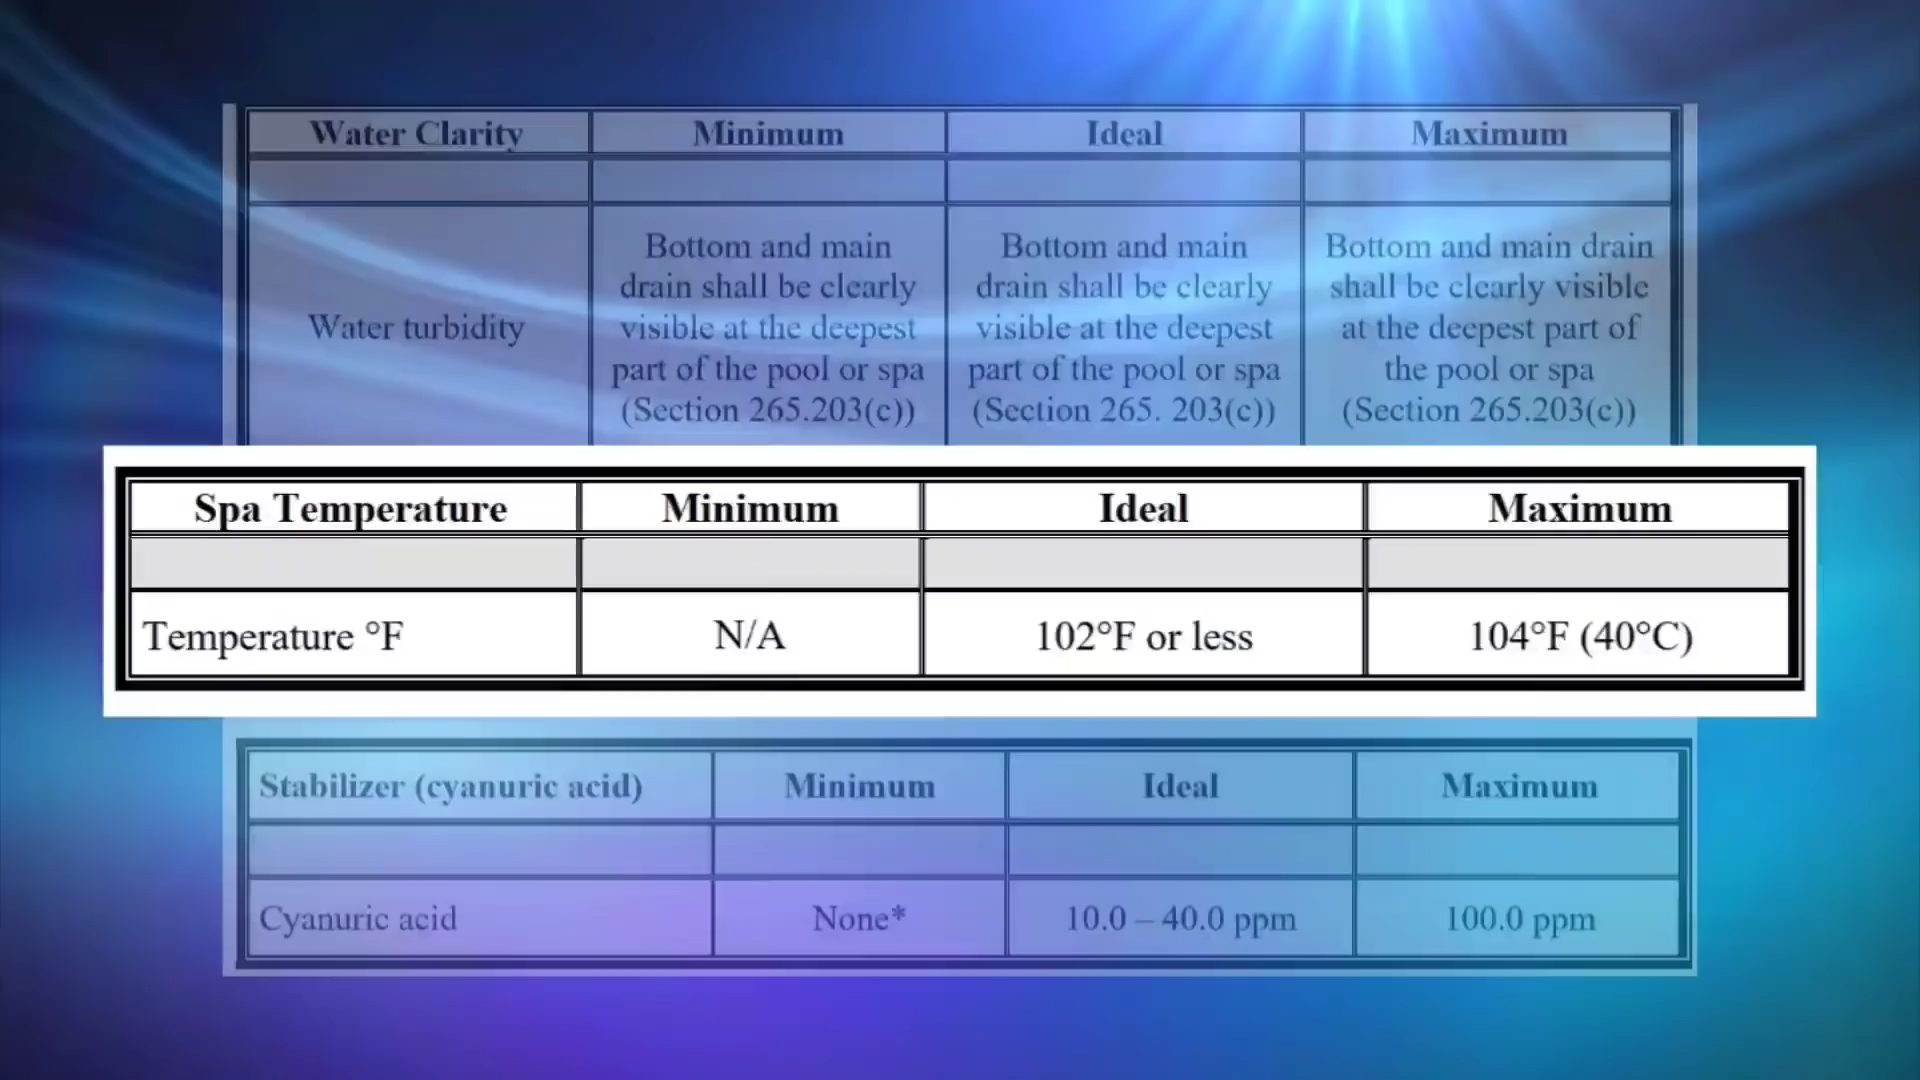 Water Clarity Minimum Ideal Maximum
Bottom and main Bottom and main Bottom and main drain
drain shall be clearly drain shall be clearly shall be clearly visible
Water turbidity visible at the deepest visible at the deepest at the deepest part of
part of the pool or spa part of the pool or spa the pool or spa
(Section 265.203(c)) (Section 265. 203(c)) (Section 265.203(c))
Spa Temperature Minimum Ideal Maximum
Temperature °F N/A 102°F or less 104°F (40°C)
Stabilizer (cyanuric acid) Minimum Ideal Maximum
Cyanuric acid None* 10.0 – 40.0 ppm 100.0 ppm